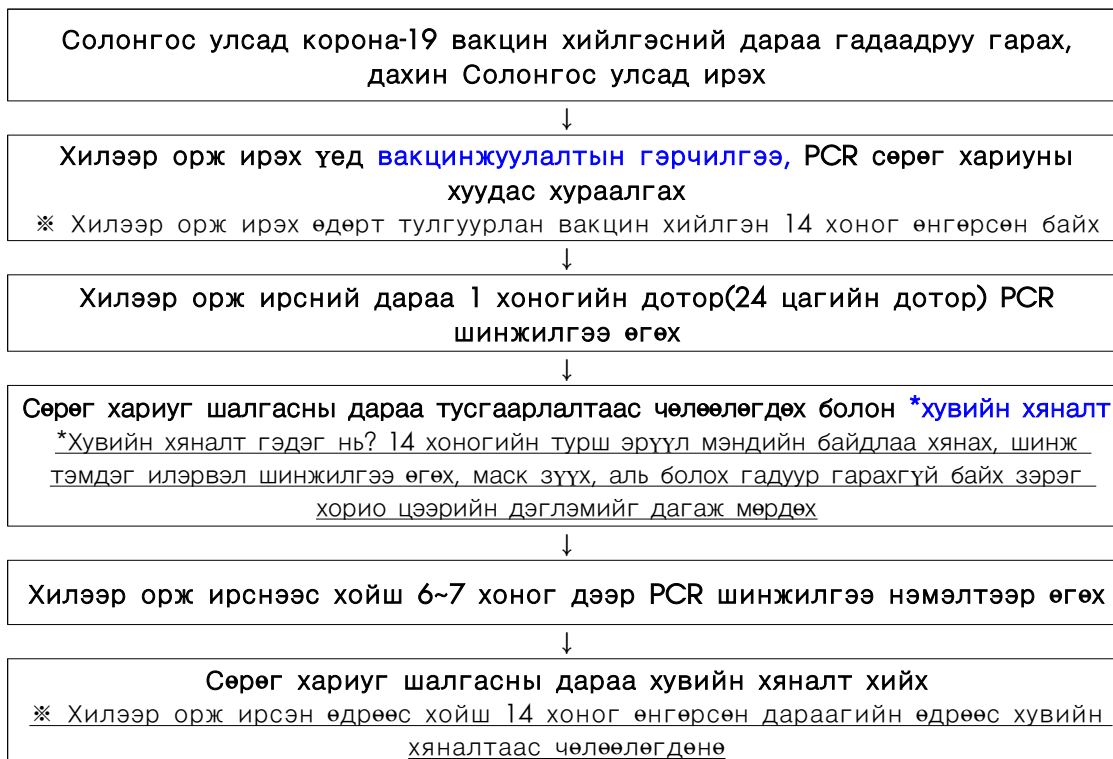 Солонгос улсад корона-19 вакцин хийлгэсний дараа гадаадруу гарах,
дахин Солонгос улсад ирэх
↓
Хилээр орж ирэх үед вакцинжуулалтын гэрчилгээ, PCR сөрөг хариуны
хуудас хураалгах
※ Хилээр орж ирэх өдөрт тулгуурлан вакцин хийлгэн 14 хоног өнгөрсөн байх
↓
Хилээр орж ирсний дараа 1 хоногийн дотор(24 цагийн дотор) PCR
шинжилгээ өгөх
↓
Сөрөг хариуг шалгасны дараа тусгаарлалтаас чөлөөлөгдөх болон *хувийн хяналт
*Хувийн хяналт гэдэг нь? 14 хоногийн турш эрүүл мэндийн байдлаа хянах, шинж
тэмдэг илэрвэл шинжилгээ өгөх, маск зүүх, аль болох гадуур гарахгүй байх зэрэг
хорио цээрийн дэглэмийг дагаж мөрдөх
↓
Хилээр орж ирснээс хойш 6~7 хоног дээр PCR шинжилгээ нэмэлтээр өгөх
↓
Сөрөг хариуг шалгасны дараа хувийн хяналт хийх
※ Хилээр орж ирсэн өдрөөс хойш 14 хоног өнгөрсөн дараагийн өдрөөс хувийн
хяналтаас чөлөөлөгдөнө